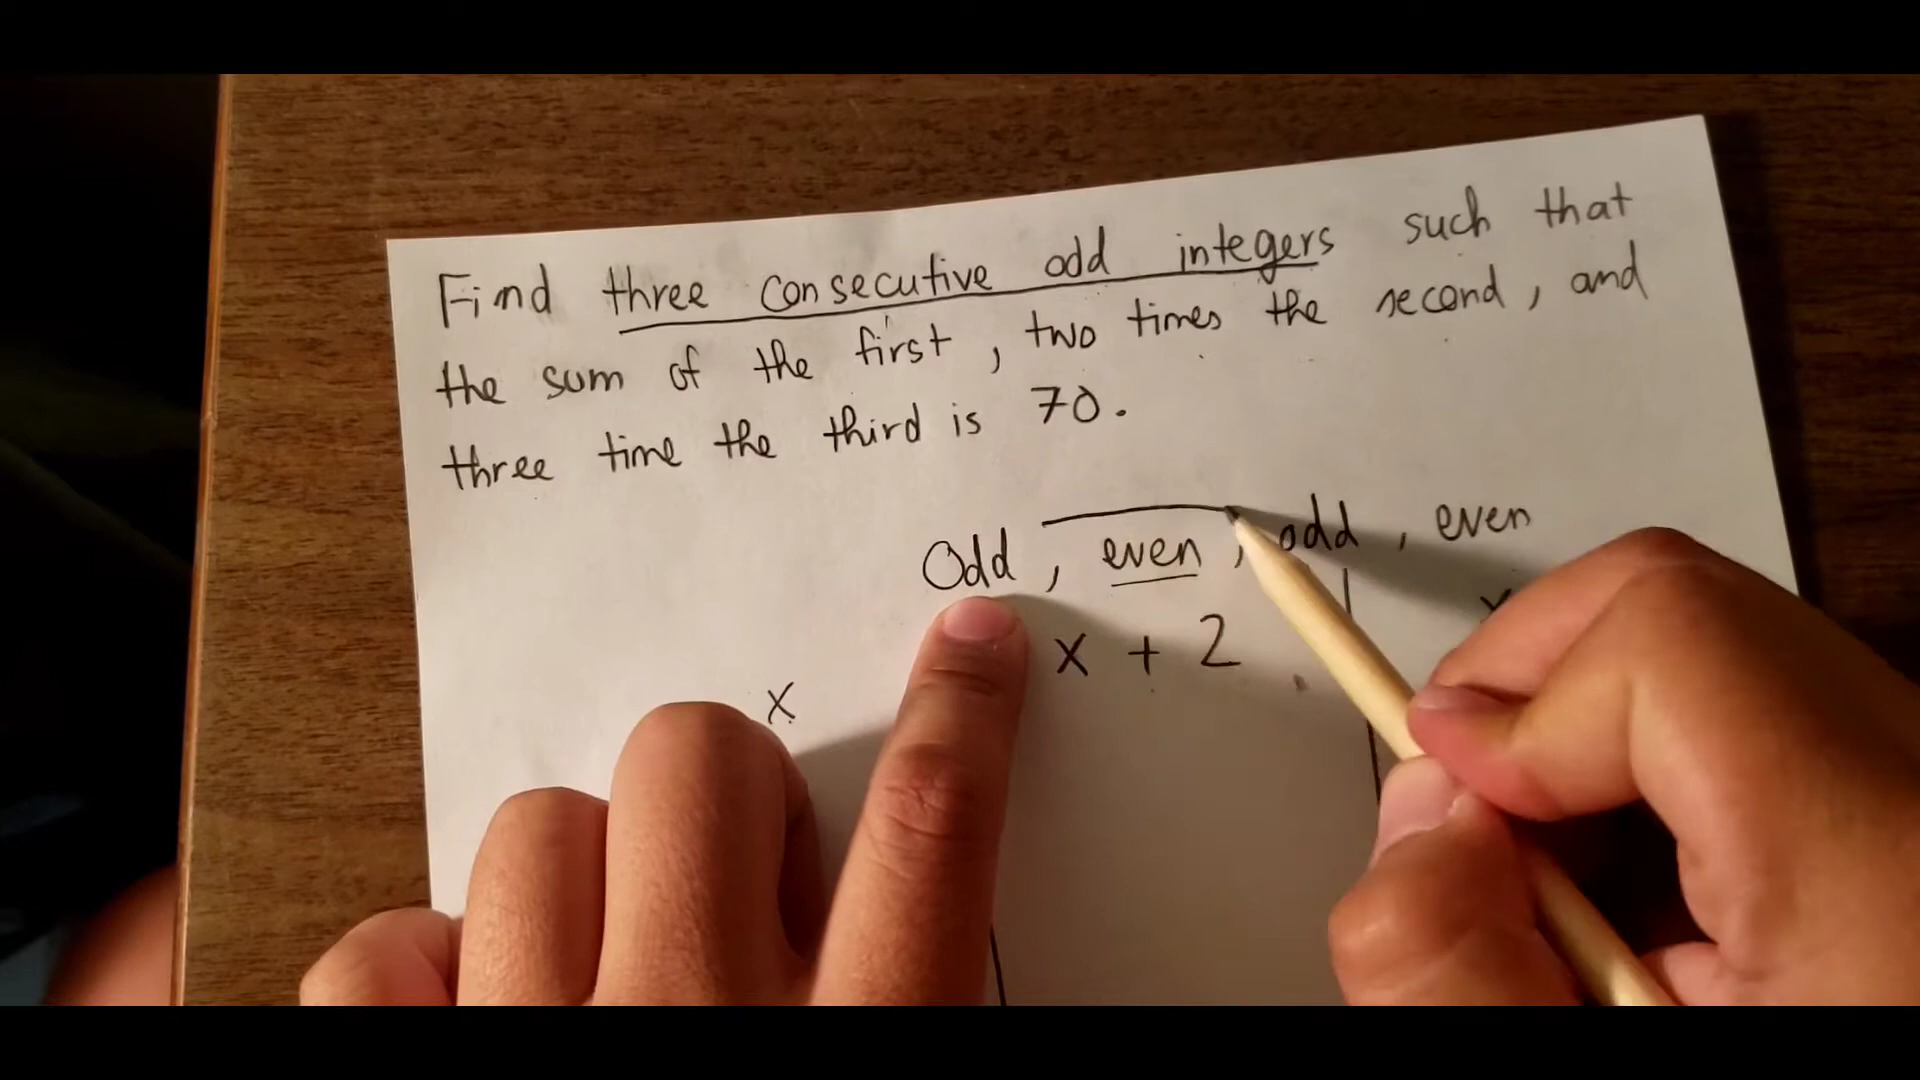 Find three consecutive odd integers such that
the sum of the first, two times the second, and
three time the third is 70.
Odd, even, odd, even
x x + 2